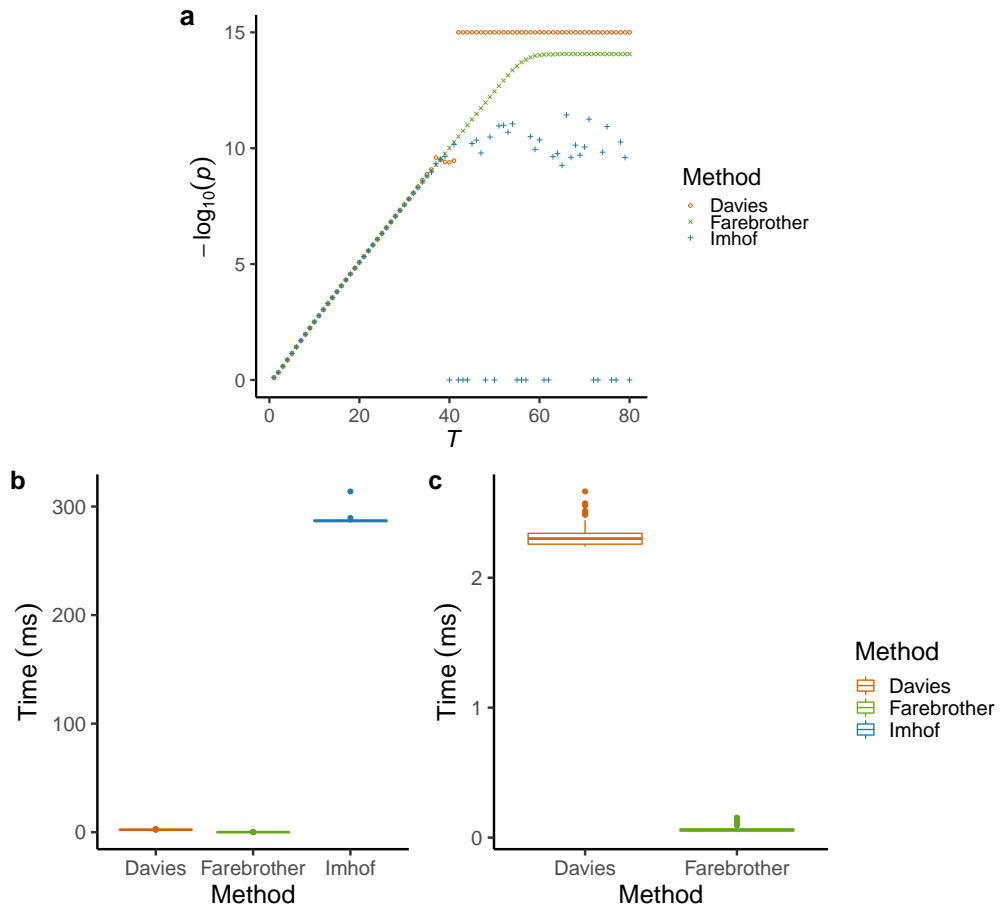 a
15
10
5
0
− log10(p)
0 20 40 60 80
T
Method
Davies
Farebrother
Imhof
b
300
200
100
0
Time (ms)
Davies Farebrother Imhof
Method
c
2
1
0
Time (ms)
Davies Farebrother
Method
Method
Davies
Farebrother
Imhof